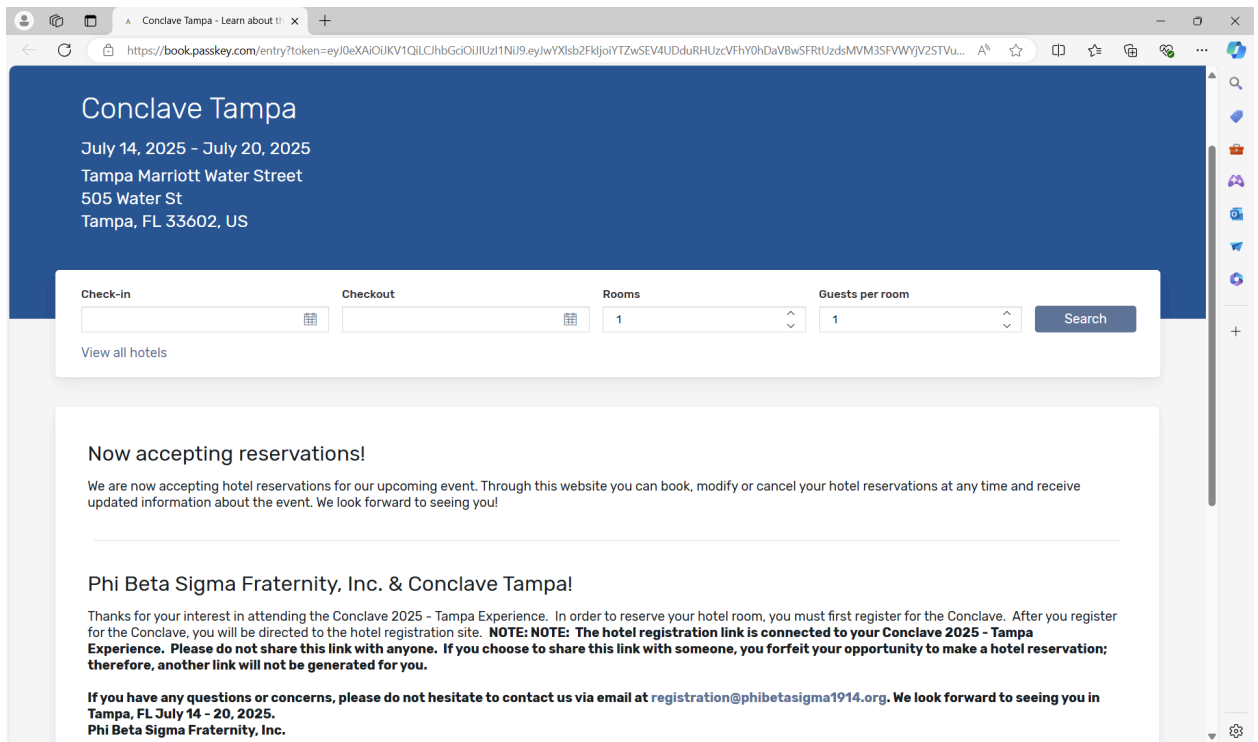 Conclave Tampa - Learn about th
https://book.passkey.com/entry?token=eyJ0eXAiOiJKV1QiLCJhbGciOiJIUzI1NiJ9.eyJwYXlsb2FkIjoiYTZwSEV4UDduRHUzcVFhY0hDaVBwSFRtUzdsMVM3SFVWYjV2STVu...
Conclave Tampa
July 14, 2025 - July 20, 2025
Tampa Marriott Water Street
505 Water St
Tampa, FL 33602, US
Check-in Checkout Rooms Guests per room
1 1 Search
View all hotels
Now accepting reservations!
We are now accepting hotel reservations for our upcoming event. Through this website you can book, modify or cancel your hotel reservations at any time and receive
updated information about the event. We look forward to seeing you!
Phi Beta Sigma Fraternity, Inc. & Conclave Tampa!
Thanks for your interest in attending the Conclave 2025 - Tampa Experience. In order to reserve your hotel room, you must first register for the Conclave. After you register
for the Conclave, you will be directed to the hotel registration site. NOTE: NOTE: The hotel registration link is connected to your Conclave 2025 - Tampa
Experience. Please do not share this link with anyone. If you choose to share this link with someone, you forfeit your opportunity to make a hotel reservation;
therefore, another link will not be generated for you.
If you have any questions or concerns, please do not hesitate to contact us via email at registration@phibetasigma1914.org. We look forward to seeing you in
Tampa, FL July 14 - 20, 2025.
Phi Beta Sigma Fraternity, Inc.